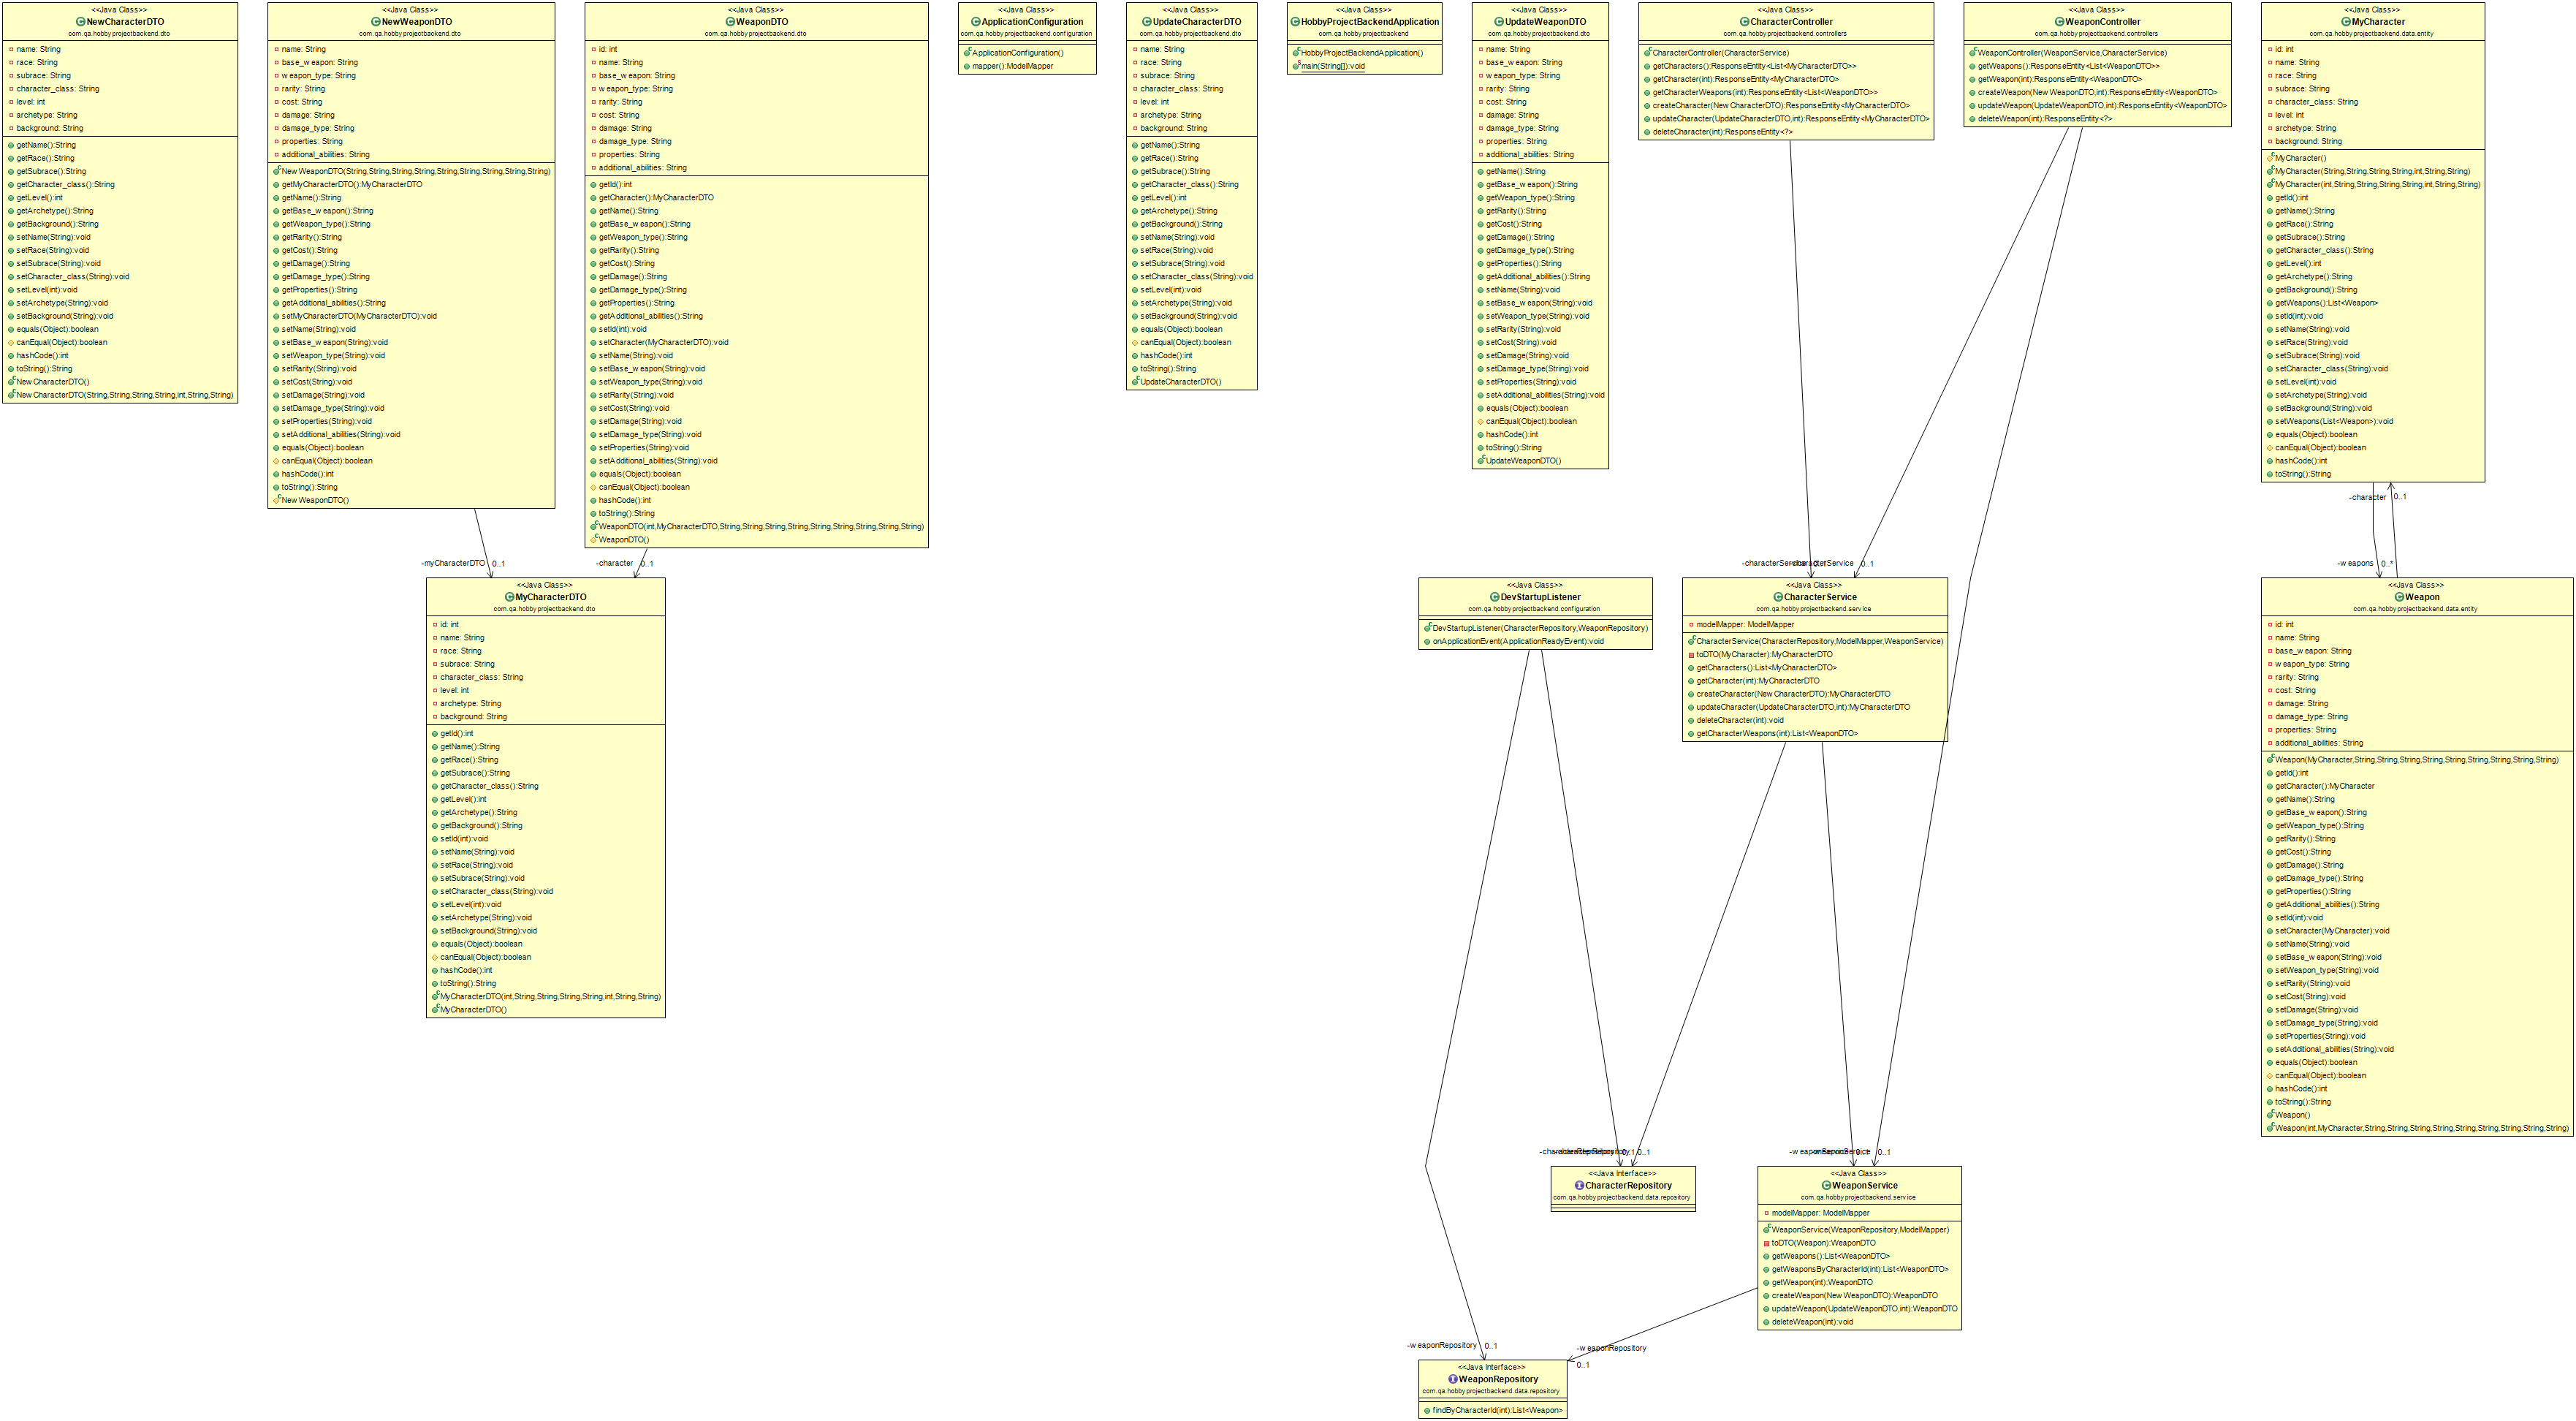 <<Java Class>>
NewCharacterDTO
com.qa.hobbyprojectbackend.dto
name: String
race: String
subrace: String
character_class: String
level: int
archetype: String
background: String
getName():String
getRace():String
getSubrace():String
getCharacter_class():String
getLevel():int
getArchetype():String
getBackground():String
setName(String):void
setRace(String):void
setSubrace(String):void
setCharacter_class(String):void
setLevel(int):void
setArchetype(String):void
setBackground(String):void
equals(Object):boolean
canEqual(Object):boolean
hashCode():int
toString():String
NewCharacterDTO()
NewCharacterDTO(String,String,String,String,int,String,String)
<<Java Class>>
NewWeaponDTO
com.qa.hobbyprojectbackend.dto
name: String
base_weapon: String
weapon_type: String
rarity: String
cost: String
damage: String
damage_type: String
properties: String
additional_abilities: String
NewWeaponDTO(String,String,String,String,String,String,String,String,String)
getMyCharacterDTO():MyCharacterDTO
getName():String
getBase_weapon():String
getWeapon_type():String
getRarity():String
getCost():String
getDamage():String
getDamage_type():String
getProperties():String
getAdditional_abilities():String
setMyCharacterDTO(MyCharacterDTO):void
setName(String):void
setBase_weapon(String):void
setWeapon_type(String):void
setRarity(String):void
setCost(String):void
setDamage(String):void
setDamage_type(String):void
setProperties(String):void
setAdditional_abilities(String):void
equals(Object):boolean
canEqual(Object):boolean
hashCode():int
toString():String
NewWeaponDTO()
<<Java Class>>
WeaponDTO
com.qa.hobbyprojectbackend.dto
id: int
name: String
base_weapon: String
weapon_type: String
rarity: String
cost: String
damage: String
damage_type: String
properties: String
additional_abilities: String
getId():int
getCharacter():MyCharacterDTO
getName():String
getBase_weapon():String
getWeapon_type():String
getRarity():String
getCost():String
getDamage():String
getDamage_type():String
getProperties():String
getAdditional_abilities():String
setId(int):void
setCharacter(MyCharacterDTO):void
setName(String):void
setBase_weapon(String):void
setWeapon_type(String):void
setRarity(String):void
setCost(String):void
setDamage(String):void
setDamage_type(String):void
setProperties(String):void
setAdditional_abilities(String):void
equals(Object):boolean
canEqual(Object):boolean
hashCode():int
toString():String
WeaponDTO(int,MyCharacterDTO,String,String,String,String,String,String,String,String,String)
WeaponDTO()
<<Java Class>>
ApplicationConfiguration
com.qa.hobbyprojectbackend.configuration
ApplicationConfiguration()
mapper():ModelMapper
<<Java Class>>
UpdateCharacterDTO
com.qa.hobbyprojectbackend.dto
name: String
race: String
subrace: String
character_class: String
level: int
archetype: String
background: String
getName():String
getRace():String
getSubrace():String
getCharacter_class():String
getLevel():int
getArchetype():String
getBackground():String
setName(String):void
setRace(String):void
setSubrace(String):void
setCharacter_class(String):void
setLevel(int):void
setArchetype(String):void
setBackground(String):void
equals(Object):boolean
canEqual(Object):boolean
hashCode():int
toString():String
UpdateCharacterDTO()
<<Java Class>>
HobbyProjectBackendApplication
com.qa.hobbyprojectbackend
HobbyProjectBackendApplication()
main(String[]):void
<<Java Class>>
UpdateWeaponDTO
com.qa.hobbyprojectbackend.dto
name: String
base_weapon: String
weapon_type: String
rarity: String
cost: String
damage: String
damage_type: String
properties: String
additional_abilities: String
getName():String
getBase_weapon():String
getWeapon_type():String
getRarity():String
getCost():String
getDamage():String
getDamage_type():String
getProperties():String
getAdditional_abilities():String
setName(String):void
setBase_weapon(String):void
setWeapon_type(String):void
setRarity(String):void
setCost(String):void
setDamage(String):void
setDamage_type(String):void
setProperties(String):void
setAdditional_abilities(String):void
equals(Object):boolean
canEqual(Object):boolean
hashCode():int
toString():String
UpdateWeaponDTO()
<<Java Class>>
CharacterController
com.qa.hobbyprojectbackend.controllers
CharacterController(CharacterService)
getCharacters():ResponseEntity<List<MyCharacterDTO>>
getCharacter(int):ResponseEntity<MyCharacterDTO>
getCharacterWeapons(int):ResponseEntity<List<WeaponDTO>>
createCharacter(NewCharacterDTO):ResponseEntity<MyCharacterDTO>
updateCharacter(UpdateCharacterDTO,int):ResponseEntity<MyCharacterDTO>
deleteCharacter(int):ResponseEntity<?>
<<Java Class>>
WeaponController
com.qa.hobbyprojectbackend.controllers
WeaponController(WeaponService,CharacterService)
getWeapons():ResponseEntity<List<WeaponDTO>>
getWeapon(int):ResponseEntity<WeaponDTO>
createWeapon(NewWeaponDTO,int):ResponseEntity<WeaponDTO>
updateWeapon(UpdateWeaponDTO,int):ResponseEntity<WeaponDTO>
deleteWeapon(int):ResponseEntity<?>
<<Java Class>>
MyCharacter
com.qa.hobbyprojectbackend.data.entity
id: int
name: String
race: String
subrace: String
character_class: String
level: int
archetype: String
background: String
MyCharacter()
MyCharacter(String,String,String,String,int,String,String)
MyCharacter(int,String,String,String,String,int,String,String)
getId():int
getName():String
getRace():String
getSubrace():String
getCharacter_class():String
getLevel():int
getArchetype():String
getBackground():String
getWeapons():List<Weapon>
setId(int):void
setName(String):void
setRace(String):void
setSubrace(String):void
setCharacter_class(String):void
setLevel(int):void
setArchetype(String):void
setBackground(String):void
setWeapons(List<Weapon>):void
equals(Object):boolean
canEqual(Object):boolean
hashCode():int
toString():String
-character 0..1
-myCharacterDTO 0..1
-character 0..1
-characterService 0..1
-characterService 0..1
-weapons 0..*
<<Java Class>>
MyCharacterDTO
com.qa.hobbyprojectbackend.dto
id: int
name: String
race: String
subrace: String
character_class: String
level: int
archetype: String
background: String
getId():int
getName():String
getRace():String
getSubrace():String
getCharacter_class():String
getLevel():int
getArchetype():String
getBackground():String
setId(int):void
setName(String):void
setRace(String):void
setSubrace(String):void
setCharacter_class(String):void
setLevel(int):void
setArchetype(String):void
setBackground(String):void
equals(Object):boolean
canEqual(Object):boolean
hashCode():int
toString():String
MyCharacterDTO(int,String,String,String,String,int,String,String)
MyCharacterDTO()
<<Java Class>>
DevStartupListener
com.qa.hobbyprojectbackend.configuration
DevStartupListener(CharacterRepository,WeaponRepository)
onApplicationEvent(ApplicationReadyEvent):void
<<Java Class>>
CharacterService
com.qa.hobbyprojectbackend.service
modelMapper: ModelMapper
CharacterService(CharacterRepository,ModelMapper,WeaponService)
toDTO(MyCharacter):MyCharacterDTO
getCharacters():List<MyCharacterDTO>
getCharacter(int):MyCharacterDTO
createCharacter(NewCharacterDTO):MyCharacterDTO
updateCharacter(UpdateCharacterDTO,int):MyCharacterDTO
deleteCharacter(int):void
getCharacterWeapons(int):List<WeaponDTO>
<<Java Class>>
Weapon
com.qa.hobbyprojectbackend.data.entity
id: int
name: String
base_weapon: String
weapon_type: String
rarity: String
cost: String
damage: String
damage_type: String
properties: String
additional_abilities: String
Weapon(MyCharacter,String,String,String,String,String,String,String,String,String)
getId():int
getCharacter():MyCharacter
getName():String
getBase_weapon():String
getWeapon_type():String
getRarity():String
getCost():String
getDamage():String
getDamage_type():String
getProperties():String
getAdditional_abilities():String
setId(int):void
setCharacter(MyCharacter):void
setName(String):void
setBase_weapon(String):void
setWeapon_type(String):void
setRarity(String):void
setCost(String):void
setDamage(String):void
setDamage_type(String):void
setProperties(String):void
setAdditional_abilities(String):void
equals(Object):boolean
canEqual(Object):boolean
hashCode():int
toString():String
Weapon()
Weapon(int,MyCharacter,String,String,String,String,String,String,String,String,String)
-characterRepository 0..1
-characterRepository 0..1
-weaponService 0..1
-weaponService 0..1
<<Java Interface>>
CharacterRepository
com.qa.hobbyprojectbackend.data.repository
<<Java Class>>
WeaponService
com.qa.hobbyprojectbackend.service
modelMapper: ModelMapper
WeaponService(WeaponRepository,ModelMapper)
toDTO(Weapon):WeaponDTO
getWeapons():List<WeaponDTO>
getWeaponsByCharacterId(int):List<WeaponDTO>
getWeapon(int):WeaponDTO
createWeapon(NewWeaponDTO):WeaponDTO
updateWeapon(UpdateWeaponDTO,int):WeaponDTO
deleteWeapon(int):void
-weaponRepository 0..1
-weaponRepository
0..1
<<Java Interface>>
WeaponRepository
com.qa.hobbyprojectbackend.data.repository
findByCharacterId(int):List<Weapon>